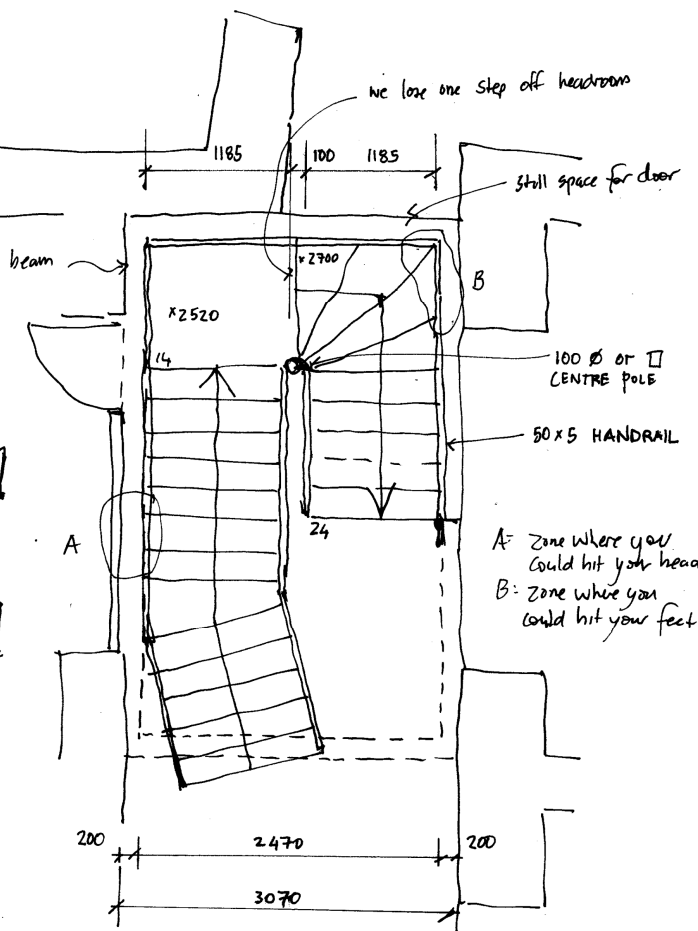 we lose one step off headroom
1185
100
1185
still space for door
beam
×2700
B
×2520
14
100 Ø or □
CENTRE POLE
50×5 HANDRAIL
24
A
A= zone where you
could hit your head
B: zone where you
could hit your feet
200
2470
200
3070